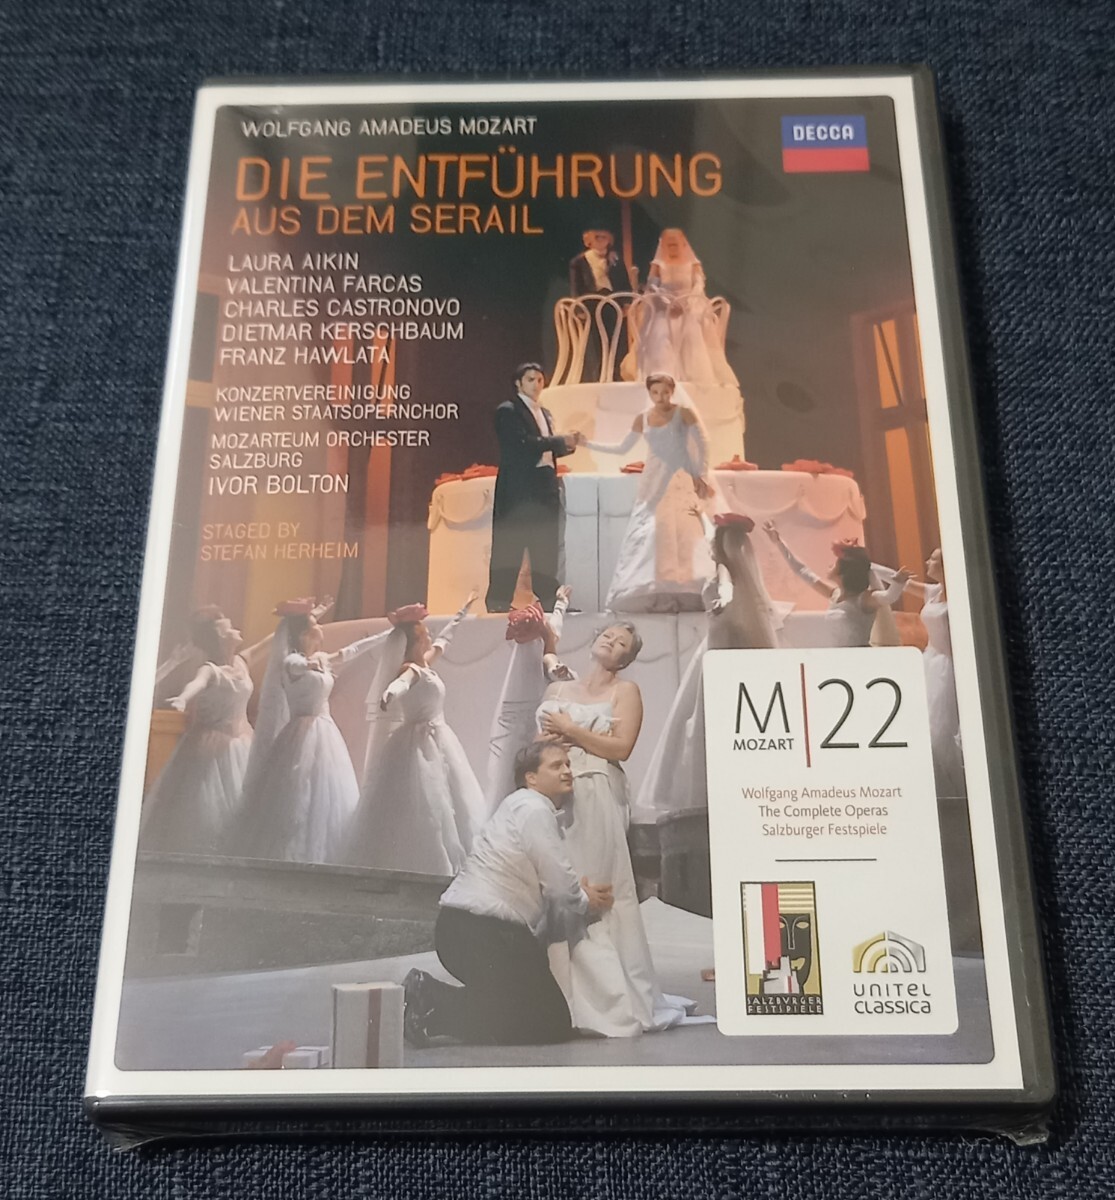 WOLFGANG AMADEUS MOZART
DECCA
DIE ENTFÜHRUNG
AUS DEM SERAIL
LAURA AIKIN
VALENTINA FARCAS
CHARLES CASTRONOVO
DIETMAR KERSCHBAUM
FRANZ HAWLATA
KONZERTVEREINIGUNG
WIENER STAATSOPERNCHOR
MOZARTEUM ORCHESTER
SALZBURG
IVOR BOLTON
STAGED BY
STEFAN HERHEIM
M 22
MOZART
Wolfgang Amadeus Mozart
The Complete Operas
Salzburger Festspiele
SALZBURGER
FESTSPIELE
UNITEL
CLASSICA